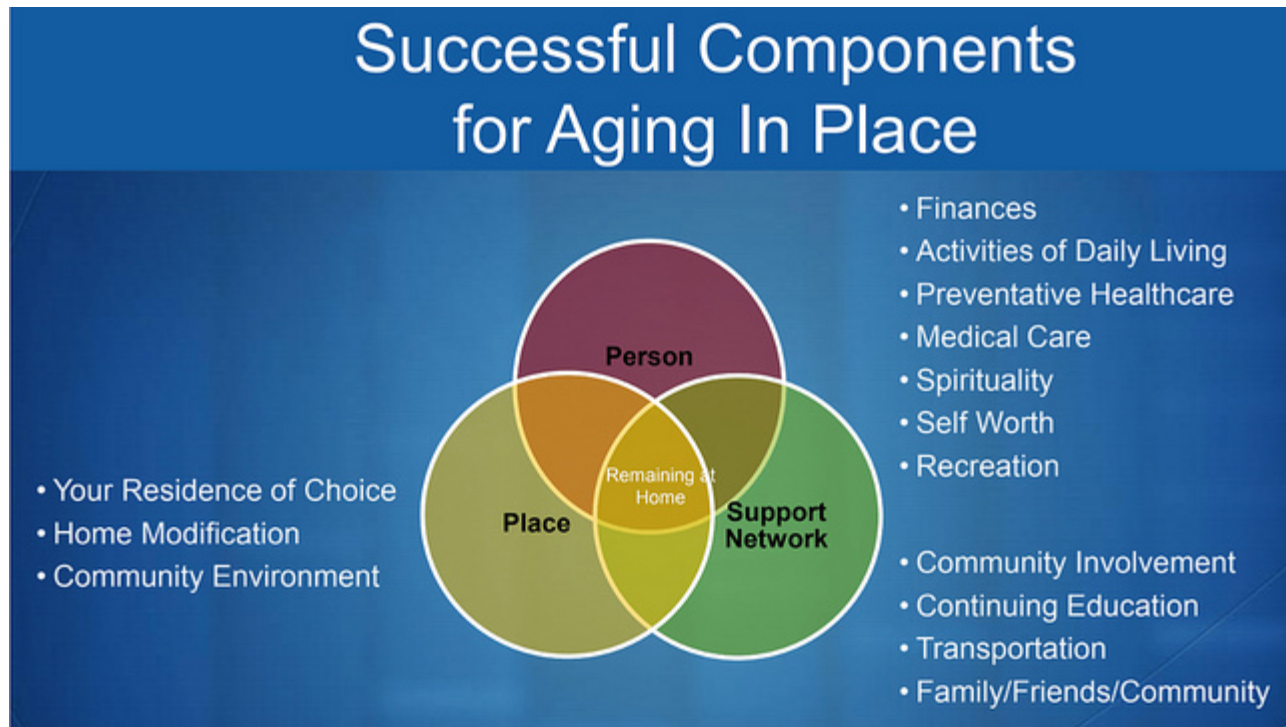 Successful Components
for Aging In Place
• Finances
• Activities of Daily Living
• Preventative Healthcare
• Medical Care
• Spirituality
• Self Worth
• Recreation
Person
Remaining at
Home
Place
Support
Network
• Your Residence of Choice
• Home Modification
• Community Environment
• Community Involvement
• Continuing Education
• Transportation
• Family/Friends/Community